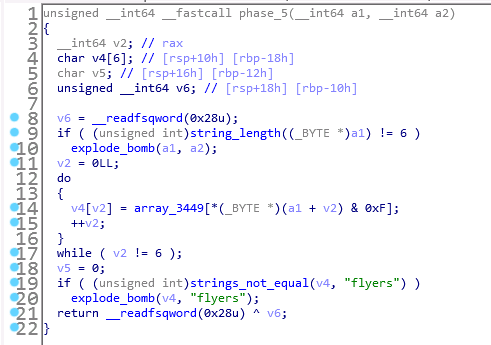 1 unsigned __int64 __fastcall phase_5(__int64 a1, __int64 a2)
2 {
3 __int64 v2; // rax
4 char v4[6]; // [rsp+10h] [rbp-18h]
5 char v5; // [rsp+16h] [rbp-12h]
6 unsigned __int64 v6; // [rsp+18h] [rbp-10h]
7
8 v6 = __readfsqword(0x28u);
9 if ( (unsigned int)string_length((_BYTE *)a1) != 6 )
10 explode_bomb(a1, a2);
11 v2 = 0LL;
12 do
13 {
14 v4[v2] = array_3449[*(_BYTE *)(a1 + v2) & 0xF];
15 ++v2;
16 }
17 while ( v2 != 6 );
18 v5 = 0;
19 if ( (unsigned int)strings_not_equal(v4, "flyers") )
20 explode_bomb(v4, "flyers");
21 return __readfsqword(0x28u) ^ v6;
22 }